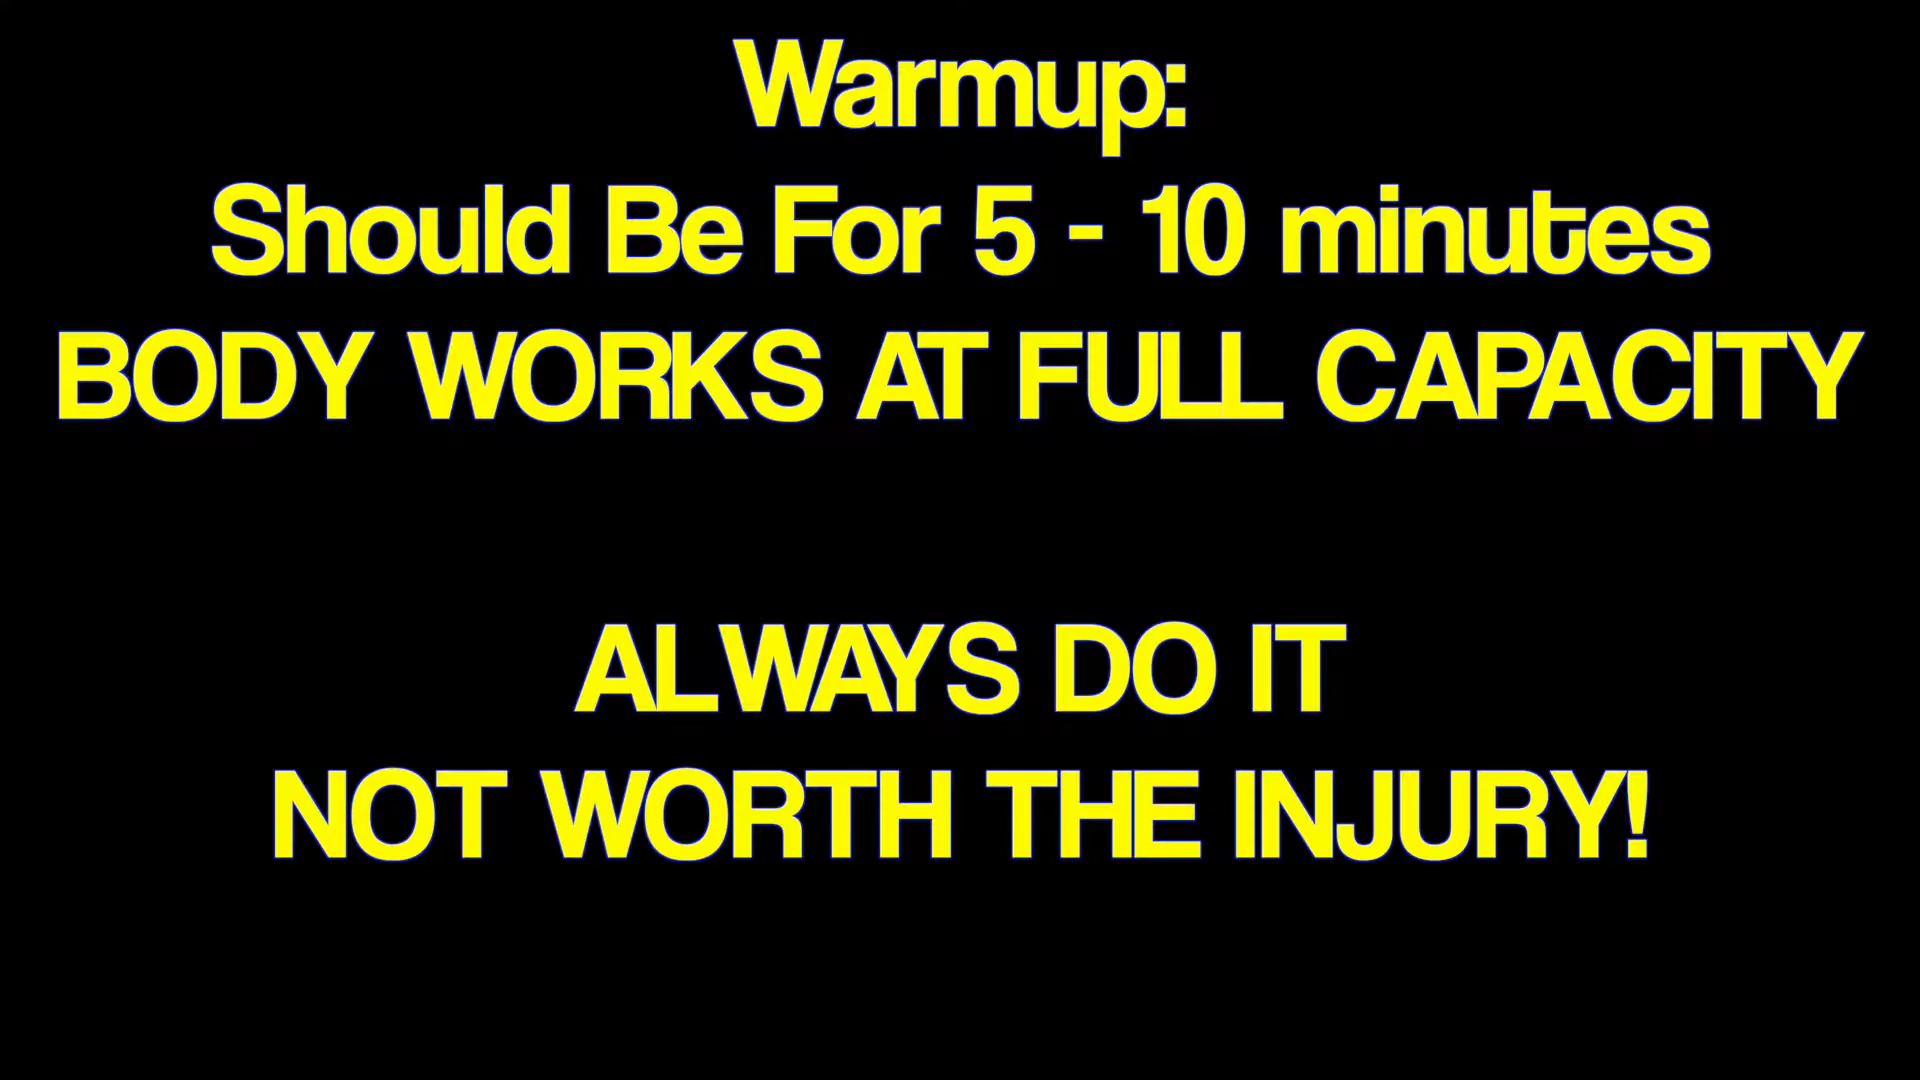 Warmup:
Should Be For 5 - 10 minutes
BODY WORKS AT FULL CAPACITY
ALWAYS DO IT
NOT WORTH THE INJURY!